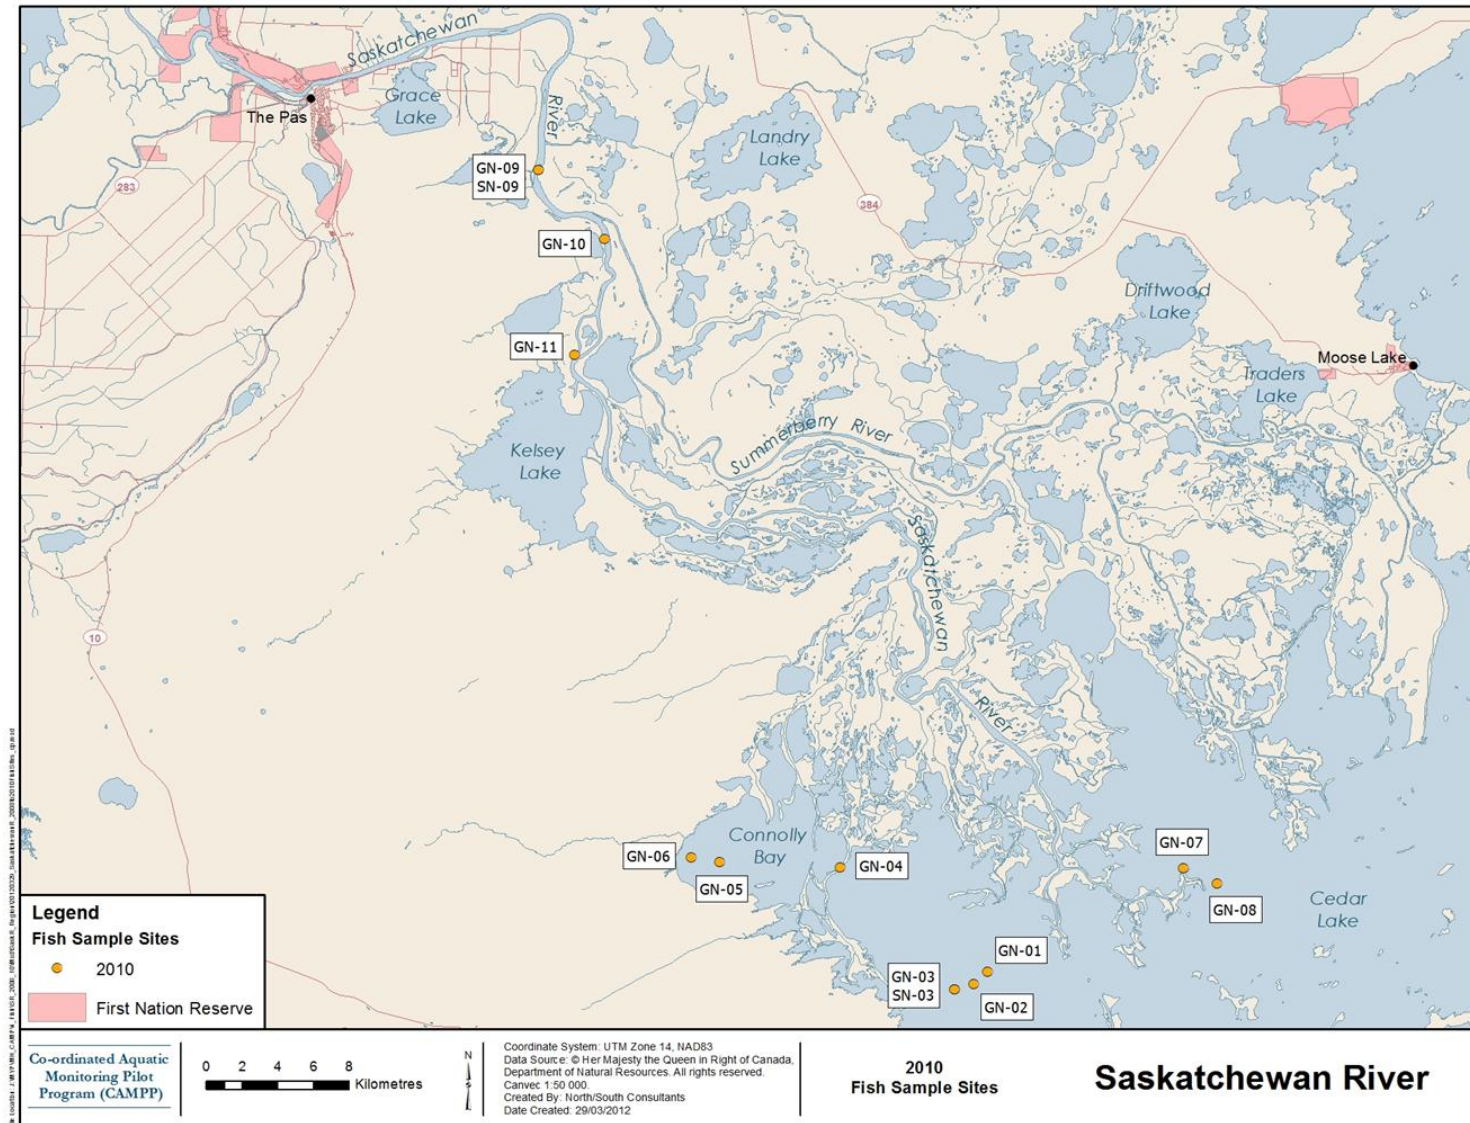 Saskatchewan
River
Grace
Lake
The Pas
Landry
Lake
283
384
GN-09
SN-09
GN-10
GN-11
Driftwood
Lake
Moose Lake
Traders
Lake
Kelsey
Lake
Summerberry River
Saskatchewan
River
10
Connolly
Bay
GN-06
GN-05
GN-04
GN-07
GN-08
Cedar
Lake
GN-01
GN-03
SN-03
GN-02
Legend
Fish Sample Sites
2010
First Nation Reserve
Co-ordinated Aquatic
Monitoring Pilot
Program (CAMPP)
0 2 4 6 8
Kilometres
N
Coordinate System: UTM Zone 14, NAD83
Data Source: © Her Majesty the Queen in Right of Canada,
Department of Natural Resources. All rights reserved.
Canvec 1:50 000.
Created By: North/South Consultants
Date Created: 29/03/2012
2010
Fish Sample Sites
Saskatchewan River